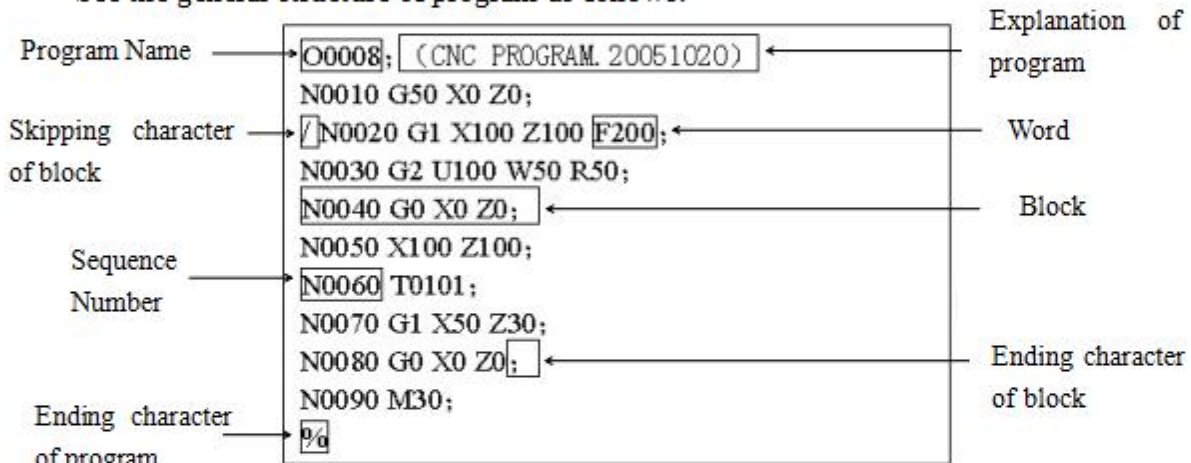 Program Name
O0008; (CNC PROGRAM. 20051020)
Explanation of
program
N0010 G50 X0 Z0;
Skipping character
of block
/N0020 G1 X100 Z100 F200;
Word
N0030 G2 U100 W50 R50;
N0040 G0 X0 Z0;
Block
N0050 X100 Z100;
Sequence
Number
N0060 T0101;
N0070 G1 X50 Z30;
N0080 G0 X0 Z0;
Ending character
of block
N0090 M30;
Ending character
of program
%